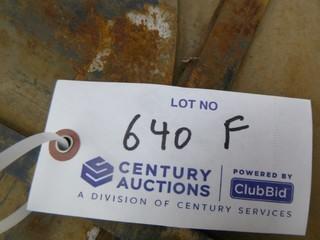 LOT NO
640 F
CENTURY AUCTIONS
POWERED BY ClubBid
A DIVISION OF CENTURY SERVICES